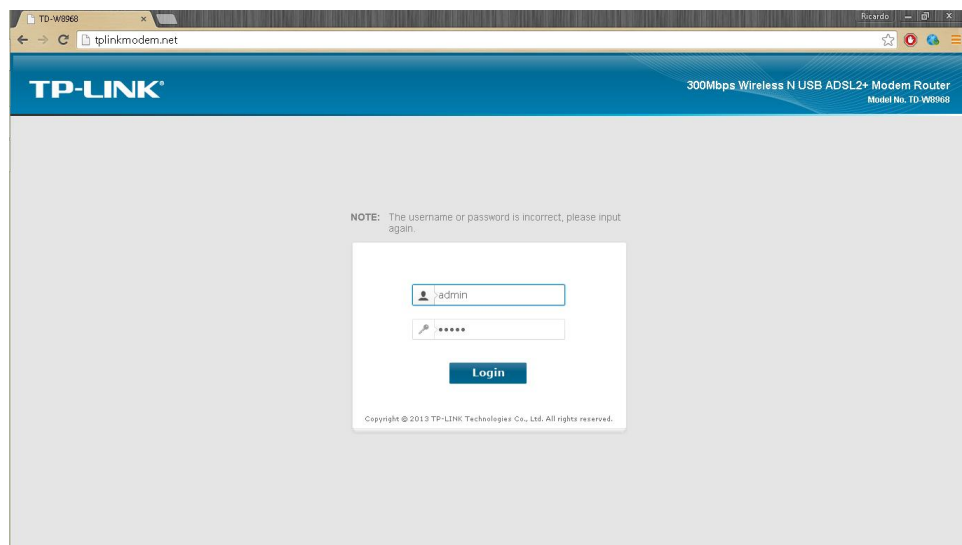 TD-W8968
Ricardo
tplinkmodem.net
TP-LINK®
300Mbps Wireless N USB ADSL2+ Modem Router
Model No. TD-W8968
NOTE: The username or password is incorrect, please input
again.
admin
•••••
Login
Copyright © 2013 TP-LINK Technologies Co., Ltd. All rights reserved.